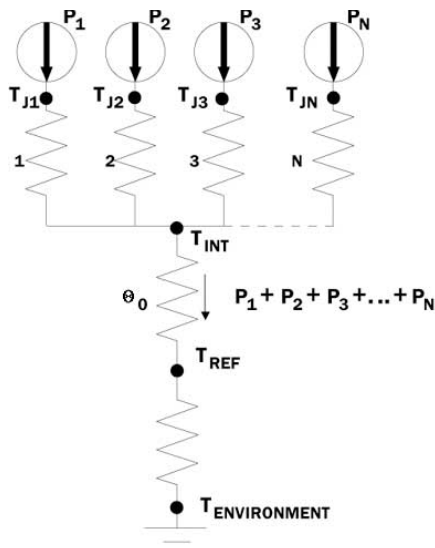 P1 P2 P3 PN
TJ1 TJ2 TJ3 TJN
1 2 3 N
TINT
Θ0 P1 + P2 + P3 +...+ PN
TREF
TENVIRONMENT